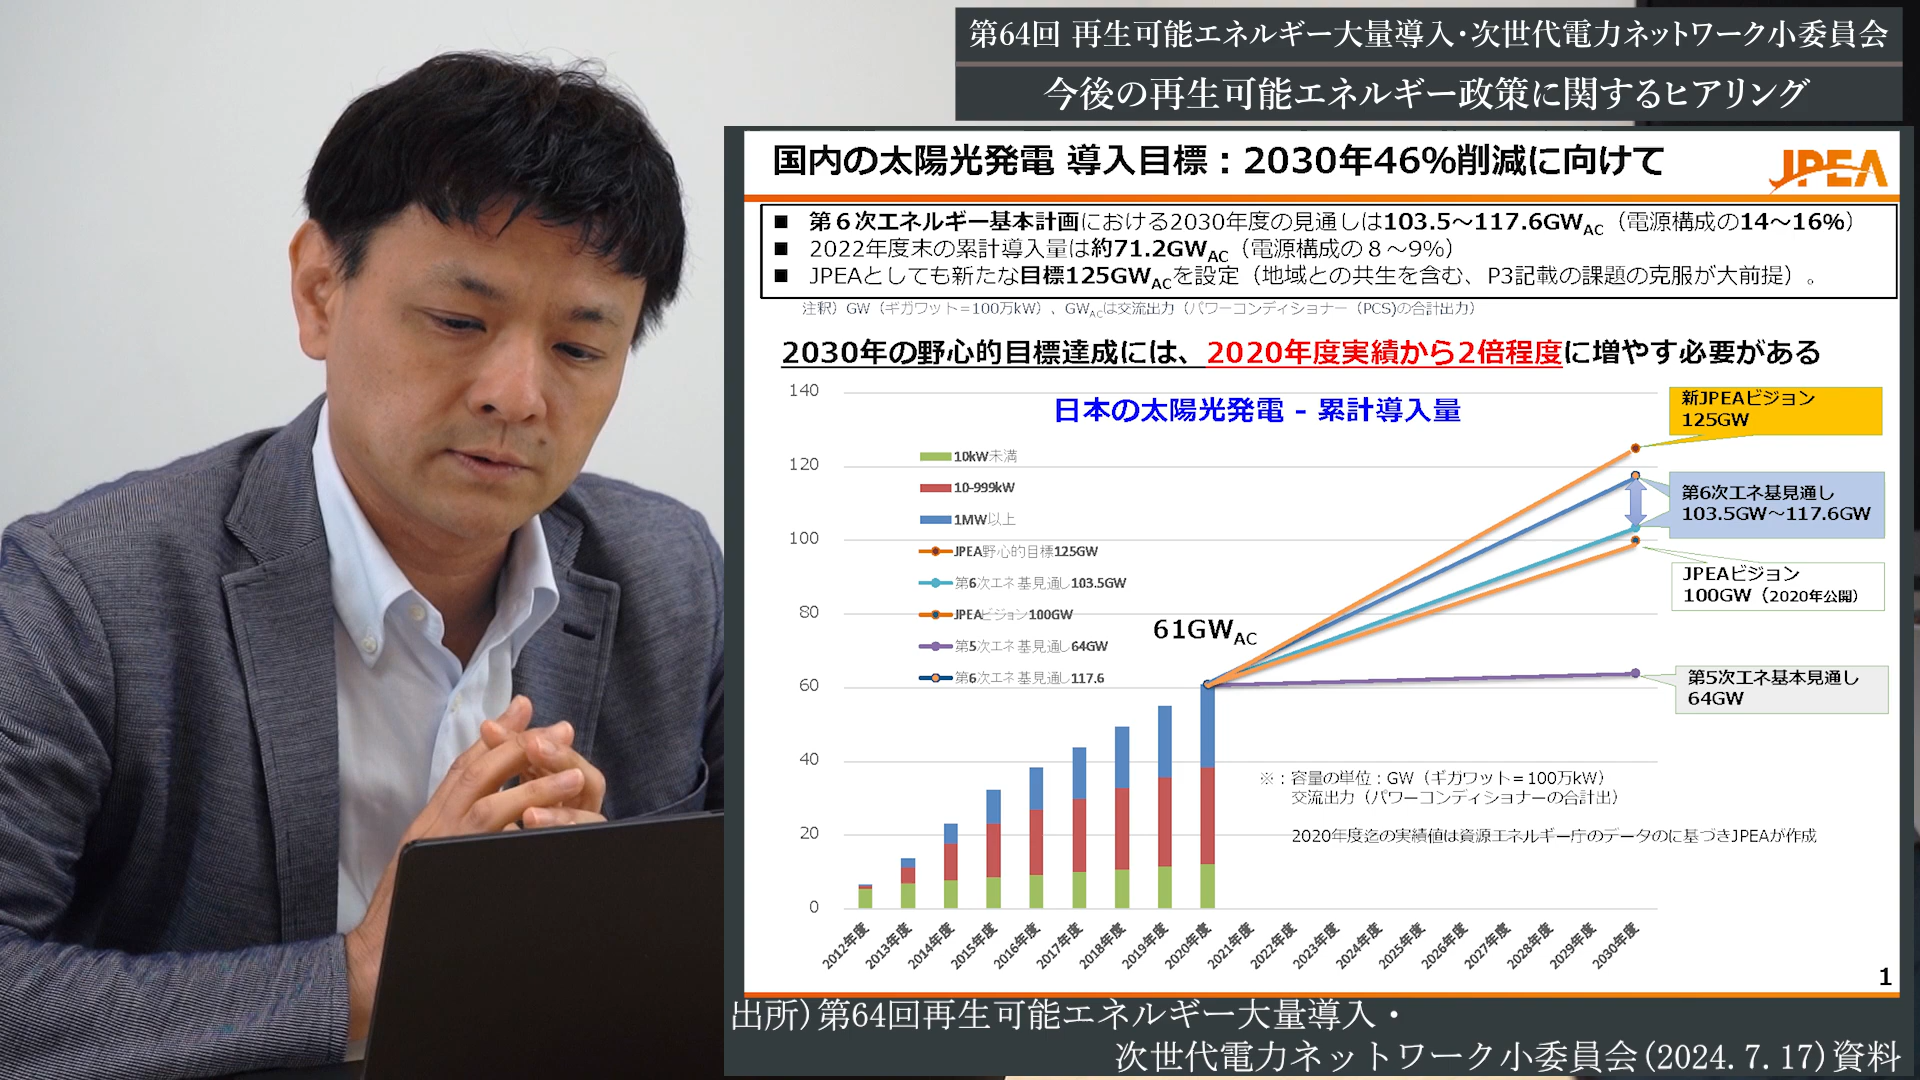 第64回 再生可能エネルギー大量導入・次世代電力ネットワーク小委員会
今後の再生可能エネルギー政策に関するヒアリング
国内の太陽光発電 導入目標：2030年46%削減に向けて
JPEA
■ 第６次エネルギー基本計画における2030年度の見通しは103.5～117.6GWAC（電源構成の14～16%）
■ 2022年度末の累計導入量は約71.2GWAC（電源構成の８～9%）
■ JPEAとしても新たな目標125GWACを設定（地域との共生を含む、P3記載の課題の克服が大前提）。
注釈）GW（ギガワット＝100万kW）、GWACは交流出力（パワーコンディショナー（PCS)の合計出力）
2030年の野心的目標達成には、2020年度実績から2倍程度に増やす必要がある
日本の太陽光発電 - 累計導入量
140
120
100
80
60
40
20
0
10kW未満
10-999kW
1MW以上
JPEA野心的目標125GW
第6次エネ基見通し103.5GW
JPEAビジョン100GW
第5次エネ基見通し64GW
第6次エネ基見通し117.6
61GWAC
新JPEAビジョン
125GW
第6次エネ基見通し
103.5GW～117.6GW
JPEAビジョン
100GW（2020年公開）
第5次エネ基本見通し
64GW
※：容量の単位：GW（ギガワット＝100万kW）
交流出力（パワーコンディショナーの合計出）
2020年度迄の実績値は資源エネルギー庁のデータのに基づきJPEAが作成
2012年度
2013年度
2014年度
2015年度
2016年度
2017年度
2018年度
2019年度
2020年度
2021年度
2022年度
2023年度
2024年度
2025年度
2026年度
2027年度
2028年度
2029年度
2030年度
1
出所)第64回再生可能エネルギー大量導入・
次世代電力ネットワーク小委員会(2024.7.17)資料